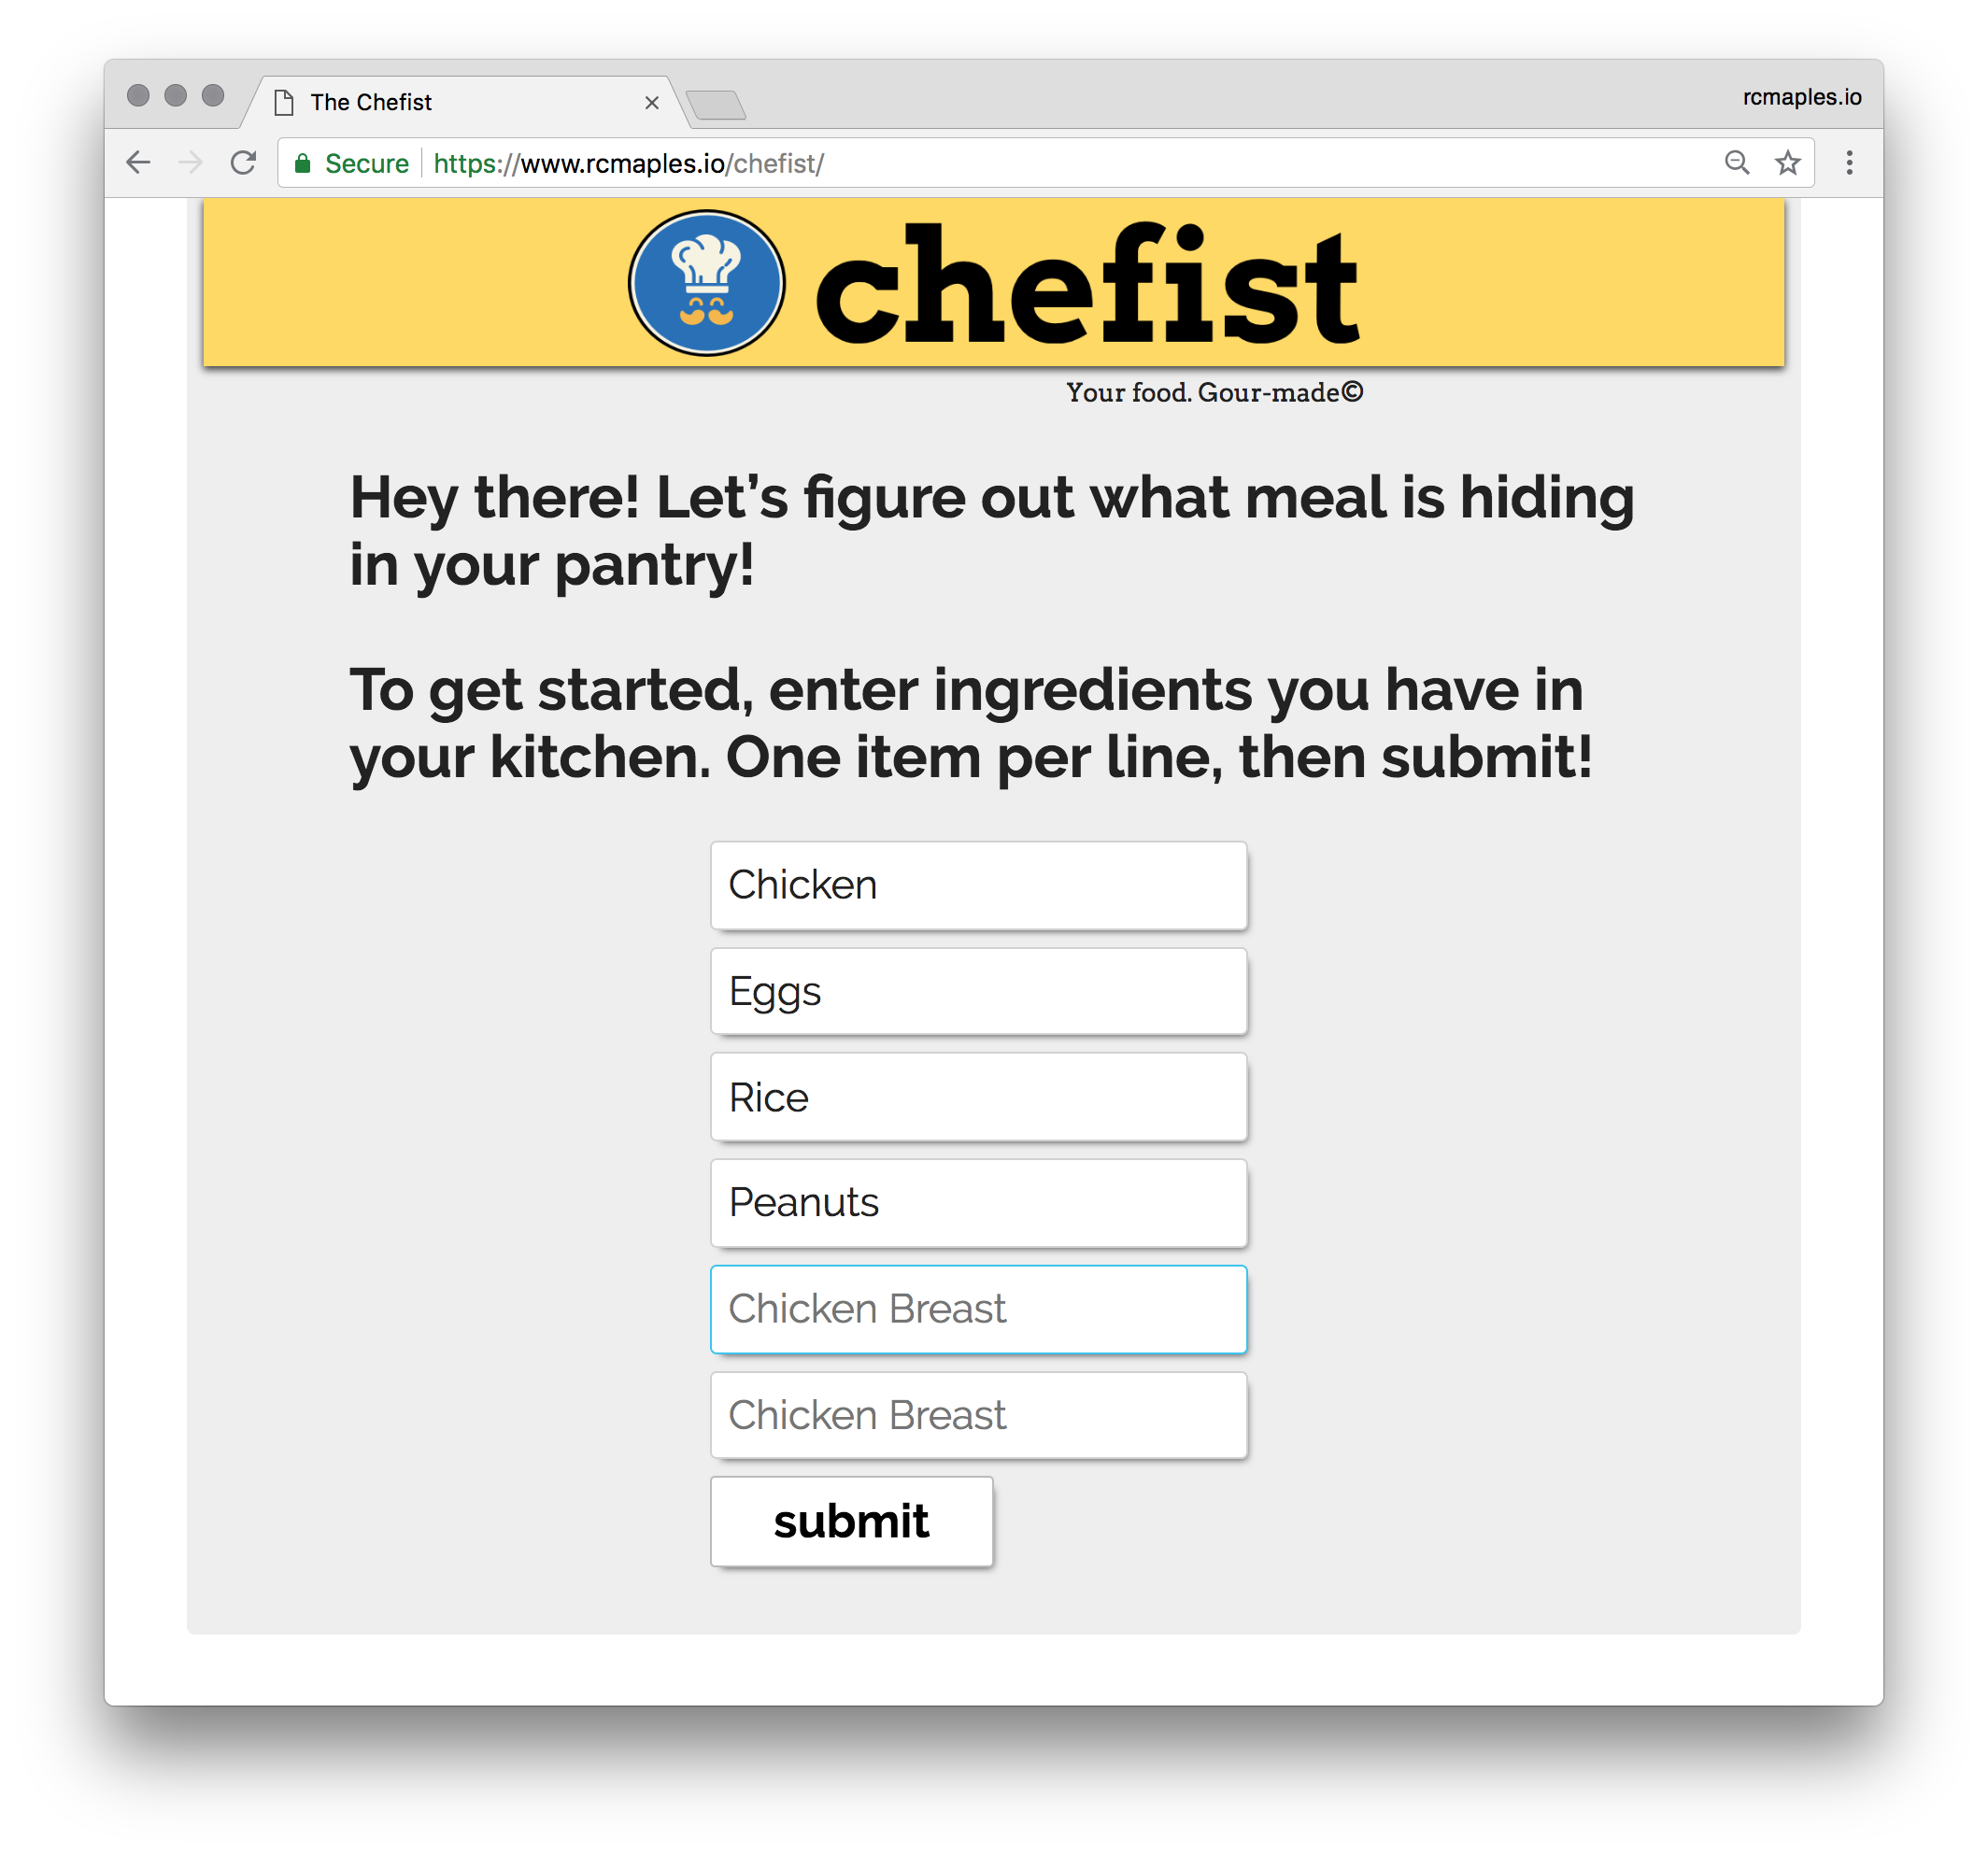 The Chefist
rcmaples.io
Secure https://www.rcmaples.io/chefist/
chefist
Your food. Gour-made©
Hey there! Let’s figure out what meal is hiding
in your pantry!
To get started, enter ingredients you have in
your kitchen. One item per line, then submit!
Chicken
Eggs
Rice
Peanuts
Chicken Breast
Chicken Breast
submit